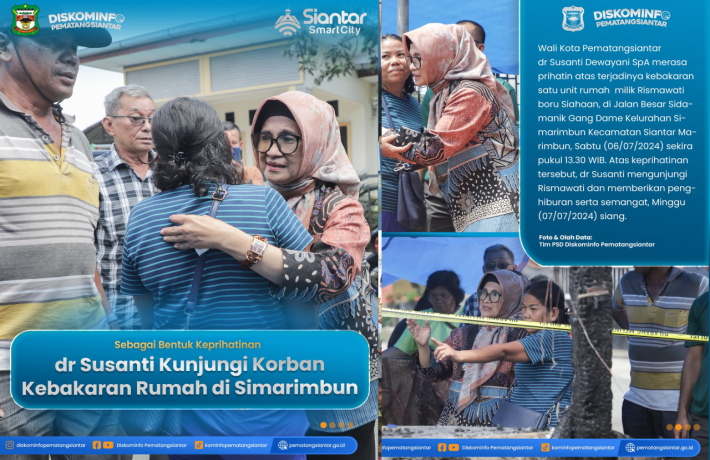 DISKOMINFO
PEMATANGSIANTAR
Siantar
SmartCity
Sebagai Bentuk Keprihatinan
dr Susanti Kunjungi Korban
Kebakaran Rumah di Simarimbun
diskominfopematangsiantar
Diskominfo Pematangsiantar
kominfopematangsiantar
pematangsiantar.go.id
DISKOMINFO
PEMATANGSIANTAR
Wali Kota Pematangsiantar
dr Susanti Dewayani SpA merasa
prihatin atas terjadinya kebakaran
satu unit rumah milik Rismawati
boru Siahaan, di Jalan Besar Sida-
manik Gang Dame Kelurahan Si-
marimbun Kecamatan Siantar Ma-
rimbun, Sabtu (06/07/2024) sekira
pukul 13.30 WIB. Atas keprihatinan
tersebut, dr Susanti mengunjungi
Rismawati dan memberikan peng-
hiburan serta semangat, Minggu
(07/07/2024) siang.
Foto & Olah Data:
Tim PSD Diskominfo Pematangsiantar
nfopematangsiantar
Diskominfo Pematangsiantar
kominfopematangsiantar
pematangsiantar.go.id